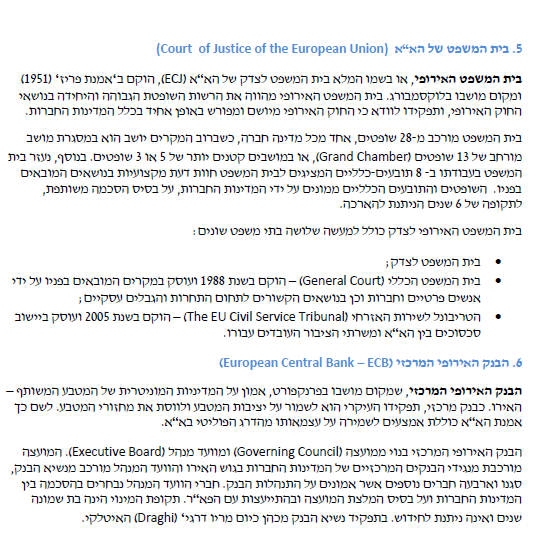 5. בית המשפט של הא"א (Court of Justice of the European Union)
בית המשפט האירופי, או בשמו המלא בית המשפט לצדק של הא"א (ECJ), הוקם ב'אמנת פריז' (1951)
ומקום מושבו בלוקסמבורג. בית המשפט האירופי מהווה את הרשות השופטת הגבוהה והיחידה בנושאי
החוק האירופי, ותפקידו לוודא כי החוק האירופי מיושם ומפורש באופן אחיד בכלל המדינות החברות.
בית המשפט מורכב מ-28 שופטים, אחד מכל מדינה חברה, כשברוב המקרים יושב הוא במסגרת מושב
מורחב של 13 שופטים (Grand Chamber), או במושבים קטנים יותר של 5 או 3 שופטים. בנוסף, נעזר בית
המשפט בעבודתו ב- 8 תובעים-כלליים המציגים לבית המשפט חוות דעת מקצועיות בנושאים המובאים
בפניו. השופטים והתובעים הכלליים ממונים על ידי המדינות החברות, על בסיס הסכמה משותפת,
לתקופה של 6 שנים הניתנת להארכה.
בית המשפט האירופי לצדק כולל למעשה שלושה בתי משפט שונים:
• בית המשפט לצדק;
• בית המשפט הכללי (General Court) – הוקם בשנת 1988 ועוסק במקרים המובאים בפניו על ידי
אנשים פרטיים וחברות וכן בנושאים הקשורים לתחום התחרות והגבלים עסקיים;
• הטריבונל לשירות האזרחי (The EU Civil Service Tribunal) – הוקם בשנת 2005 ועוסק ביישוב
סכסוכים בין הא"א ומשרתי הציבור העובדים עבורו.
6. הבנק האירופי המרכזי (European Central Bank – ECB)
הבנק האירופי המרכזי, שמקום מושבו בפרנקפורט, אמון על המדיניות המוניטרית של המטבע המשותף –
האירו. כבנק מרכזי, תפקידו העיקרי הוא לשמור על יציבות המטבע ולווסת את מחזורי המטבע. לשם כך
אמנת הא"א כוללת אמצעים לשמירה על עצמאותו מהדרג הפוליטי בא"א.
הבנק האירופי המרכזי בנוי ממועצה (Governing Council) ומוועד מנהל (Executive Board). המועצה
מורכבת מנגידי הבנקים המרכזיים של המדינות החברות בגוש האירו והוועד המנהל מורכב מנשיא הבנק,
סגנו וארבעה חברים נוספים אשר אמונים על התנהלות הבנק. חברי הוועד המנהל נבחרים בהסכמה בין
המדינות החברות ועל בסיס המלצת המועצה ובהתייעצות עם הפא"ר. תקופת המינוי הינה בת שמונה
שנים ואינה ניתנת לחידוש. בתפקיד נשיא הבנק מכהן כיום מריו דרגי' (Draghi) האיטלקי.